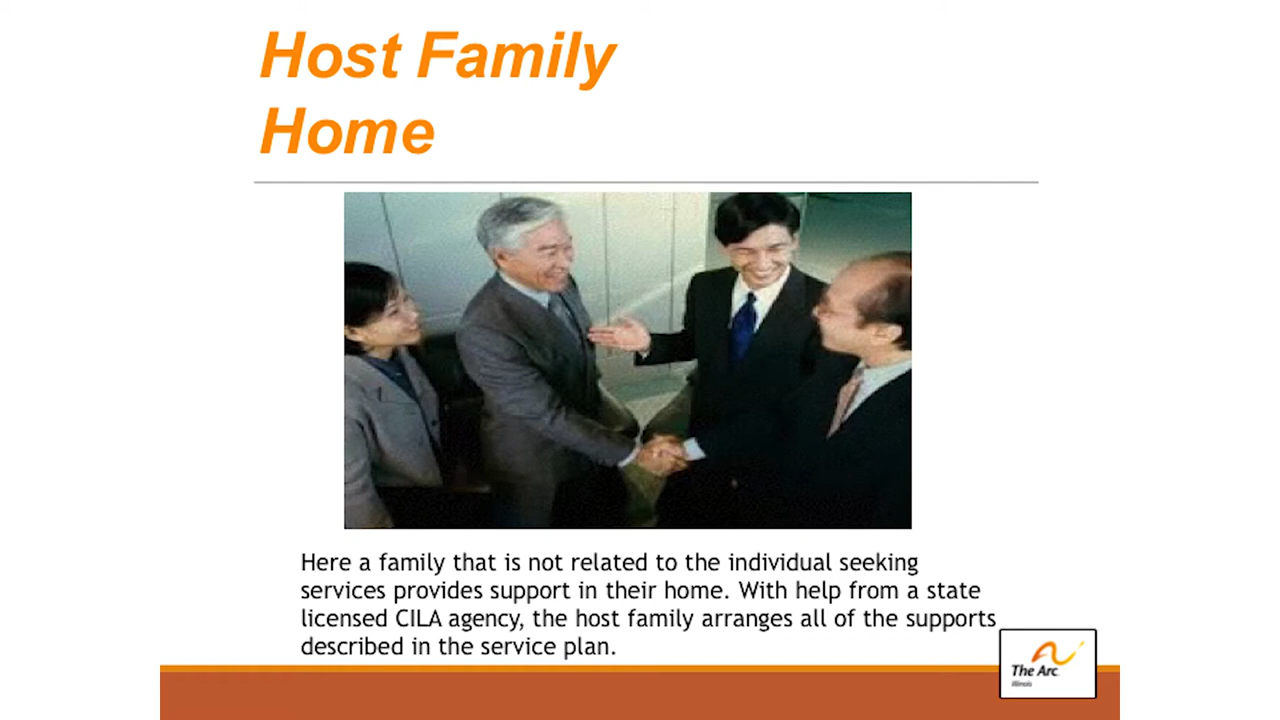 Host Family
Home
Here a family that is not related to the individual seeking
services provides support in their home. With help from a state
licensed CILA agency, the host family arranges all of the supports
described in the service plan.
The Arc
Illinois